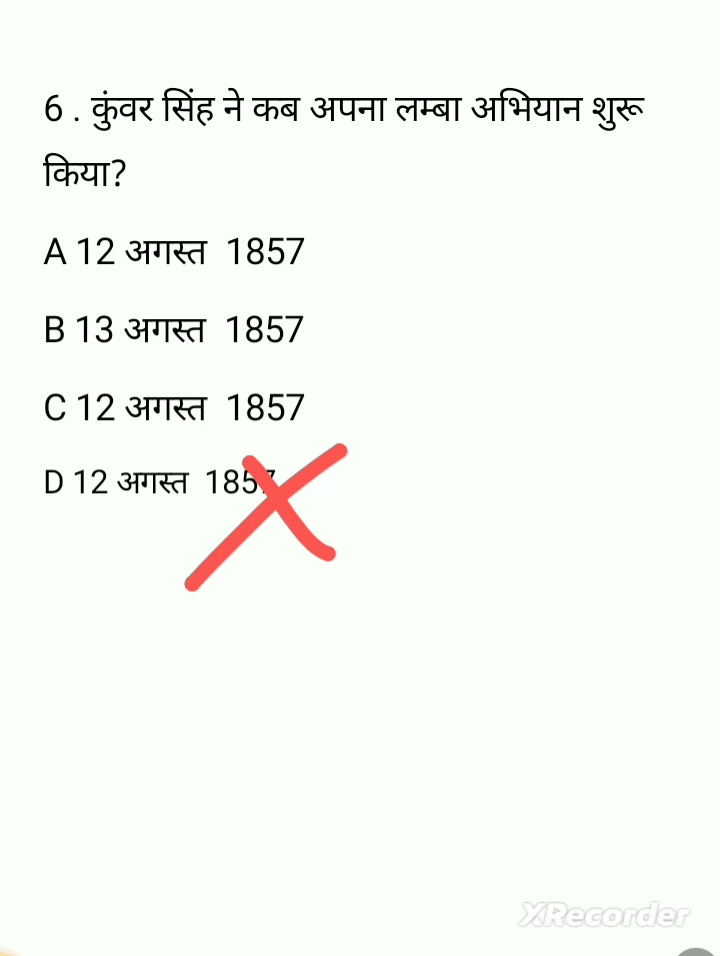 6 . कुंवर सिंह ने कब अपना लम्बा अभियान शुरू
किया?
A 12 अगस्त 1857
B 13 अगस्त 1857
C 12 अगस्त 1857
D 12 अगस्त 1857
XRecorder